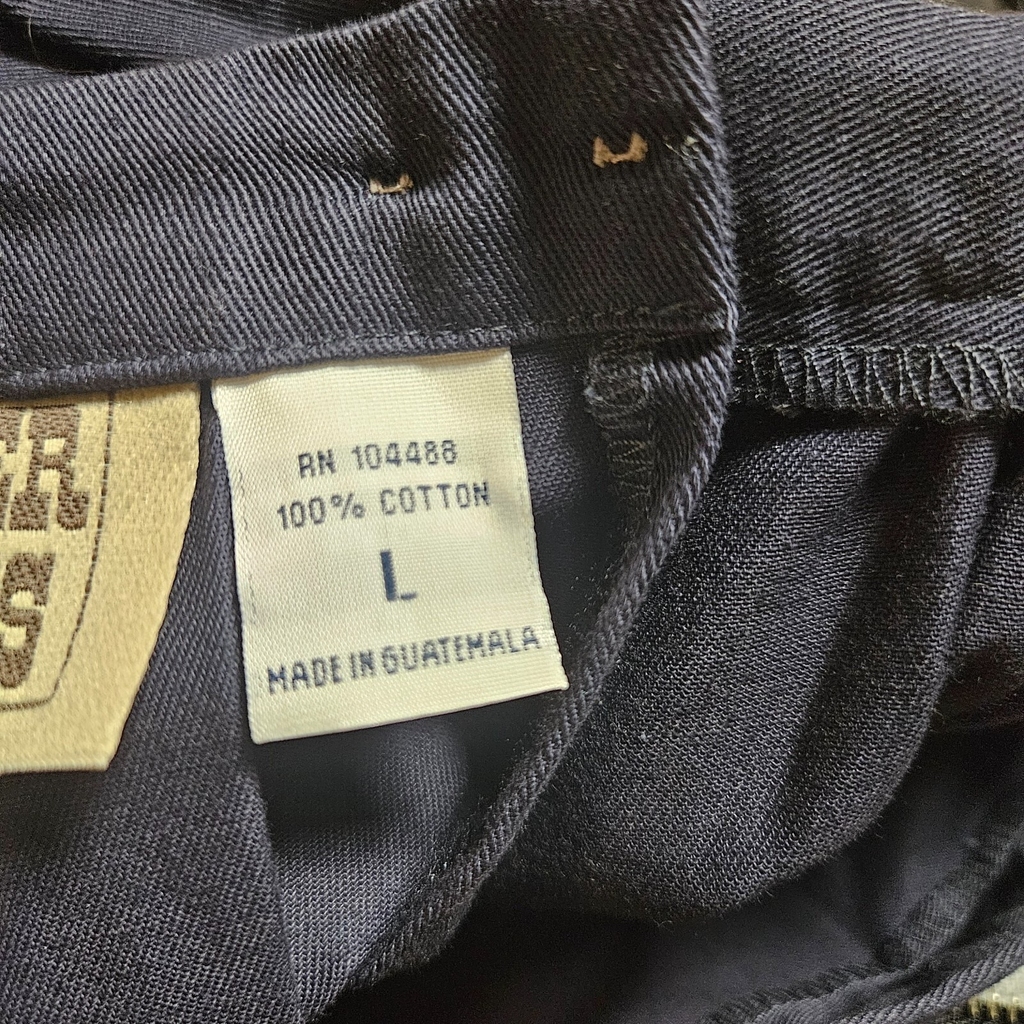 RN 104488
100% COTTON
L
MADE IN GUATEMALA